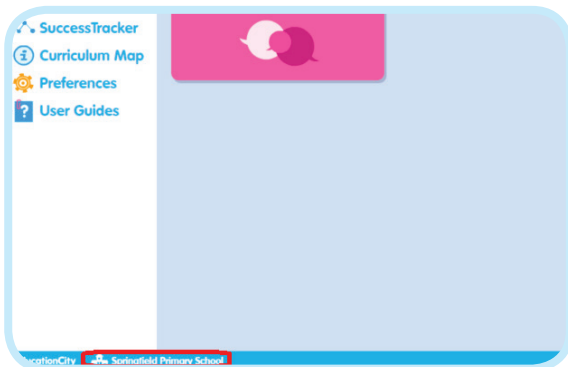 SuccessTracker
Curriculum Map
Preferences
User Guides
ucationCity Springfield Primary School